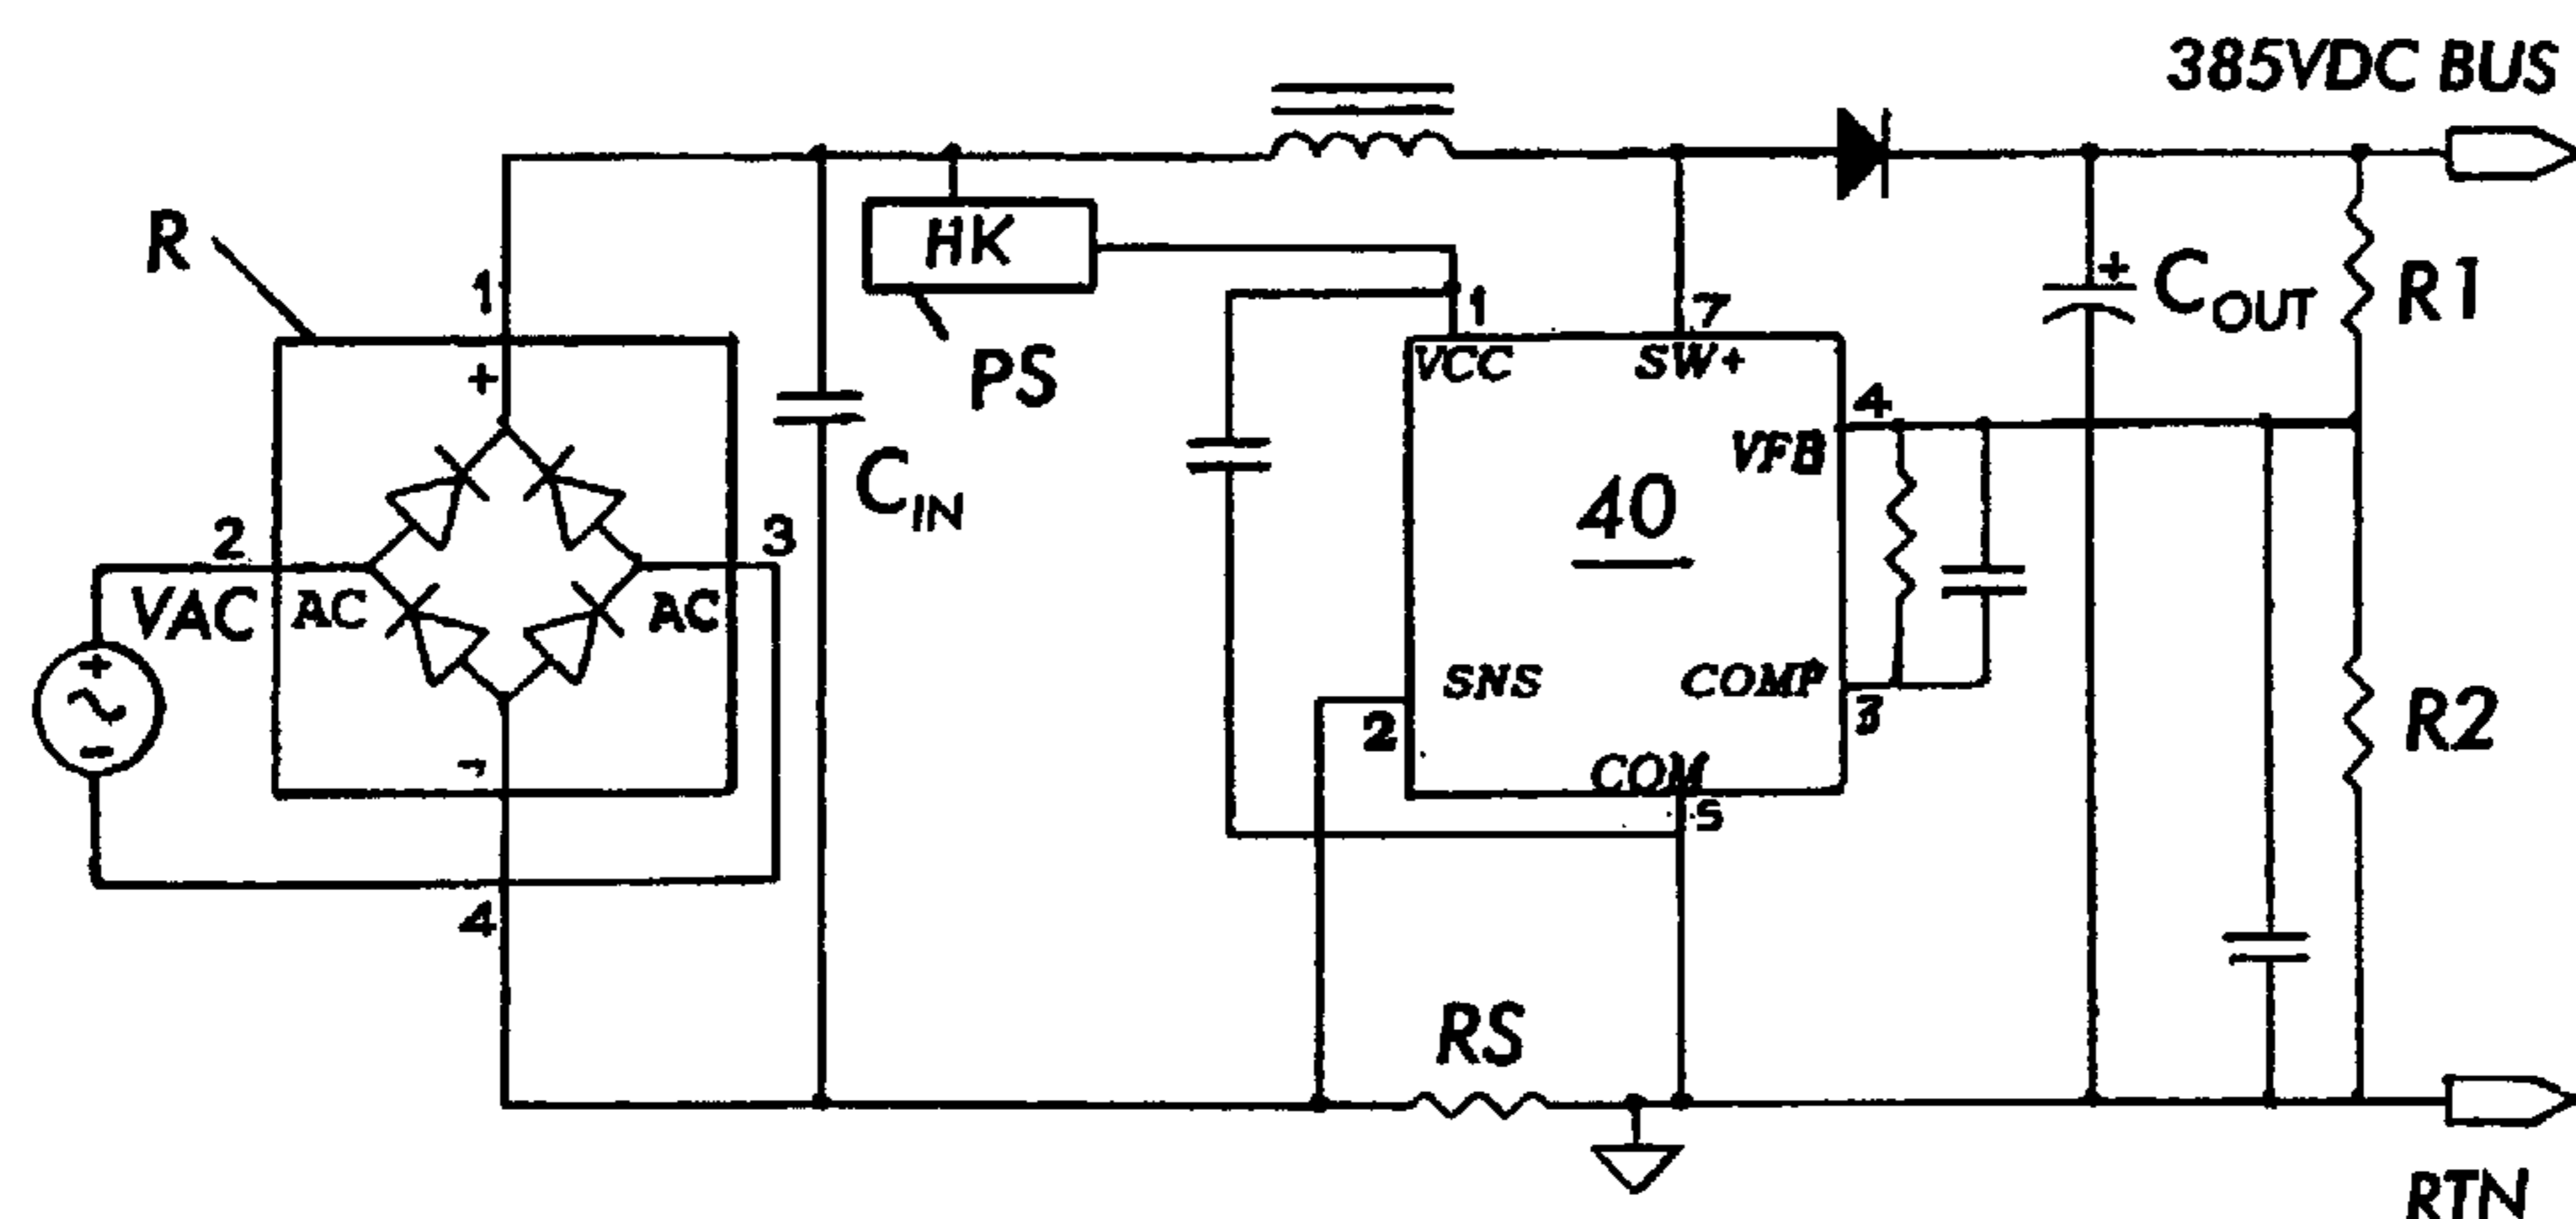 385VDC BUS
R
1
HK
PS
+
2
VAC
AC
AC
3
+
~
-
4
CIN
1
VCC
7
SW+
4
VFB
40
SNS
2
COMP
3
COM
5
+
COUT
R1
R2
RS
RTN